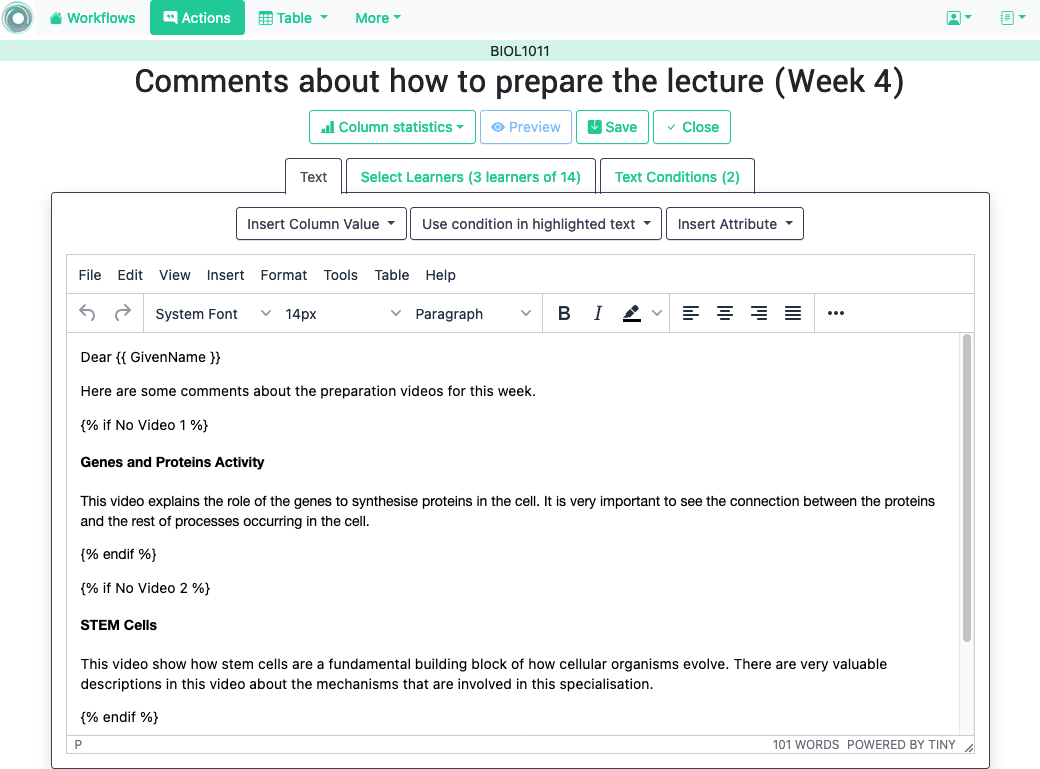 Workflows Actions Table More
BIOL1011
Comments about how to prepare the lecture (Week 4)
Column statistics Preview Save Close
Text Select Learners (3 learners of 14) Text Conditions (2)
Insert Column Value Use condition in highlighted text Insert Attribute
File Edit View Insert Format Tools Table Help
System Font 14px Paragraph B I
Dear {{ GivenName }}
Here are some comments about the preparation videos for this week.
{% if No Video 1 %}
Genes and Proteins Activity
This video explains the role of the genes to synthesise proteins in the cell. It is very important to see the connection between the proteins
and the rest of processes occurring in the cell.
{% endif %}
{% if No Video 2 %}
STEM Cells
This video show how stem cells are a fundamental building block of how cellular organisms evolve. There are very valuable
descriptions in this video about the mechanisms that are involved in this specialisation.
{% endif %}
P 101 WORDS POWERED BY TINY